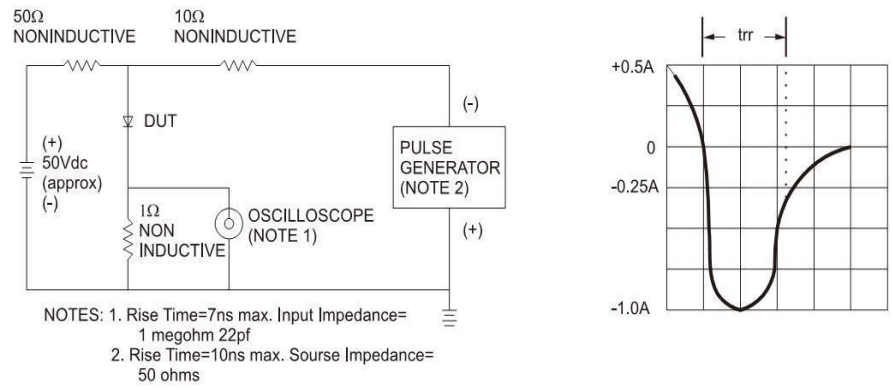 50Ω
NONINDUCTIVE
10Ω
NONINDUCTIVE
DUT
(+)
50Vdc
(approx)
(-)
1Ω
NON
INDUCTIVE
OSCILLOSCOPE
(NOTE 1)
(-)
PULSE
GENERATOR
(NOTE 2)
(+)
NOTES: 1. Rise Time=7ns max. Input Impedance=
1 megohm 22pf
2. Rise Time=10ns max. Sourse Impedance=
50 ohms
trr
+0.5A
0
-0.25A
-1.0A